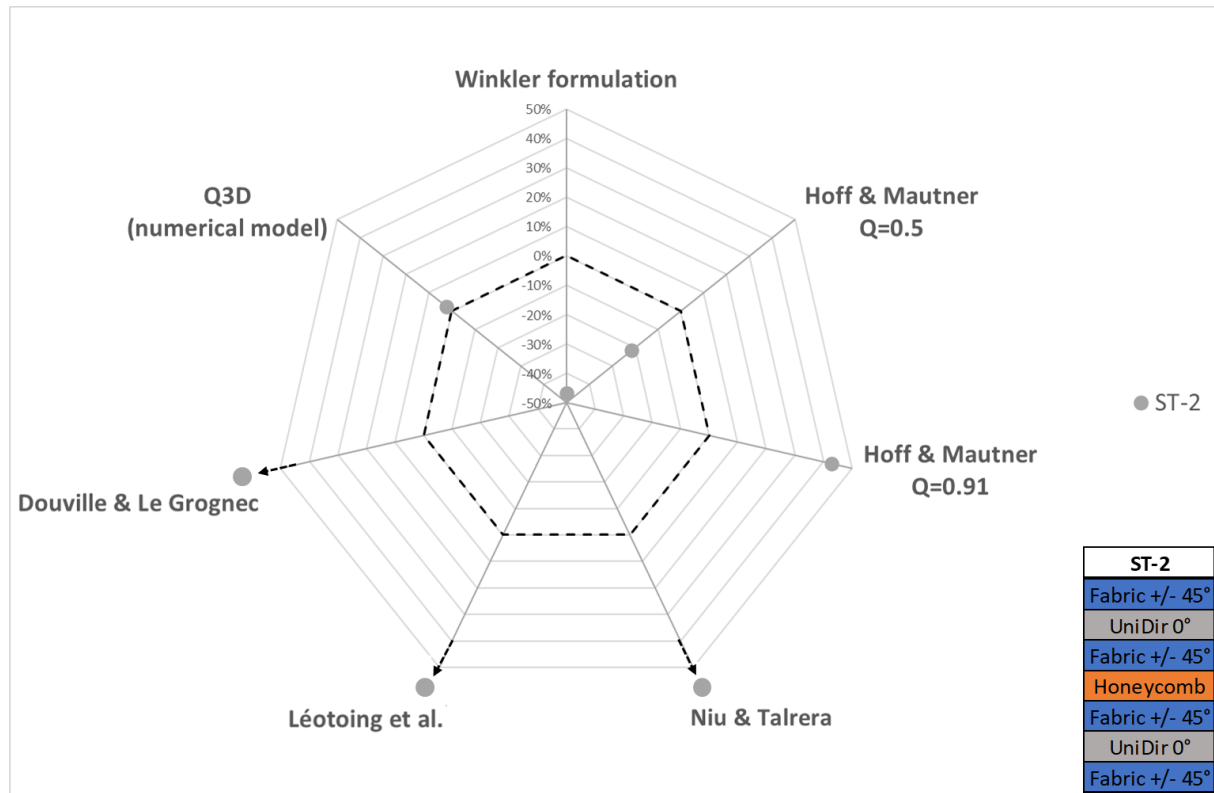 Winkler formulation
50%
40%
30%
20%
10%
0%
-10%
-20%
-30%
-40%
-50%
Hoff & Mautner
Q=0.5
Hoff & Mautner
Q=0.91
Niu & Talrera
Léotoing et al.
Douville & Le Grognec
Q3D
(numerical model)
ST-2
ST-2
Fabric +/- 45°
UniDir 0°
Fabric +/- 45°
Honeycomb
Fabric +/- 45°
UniDir 0°
Fabric +/- 45°